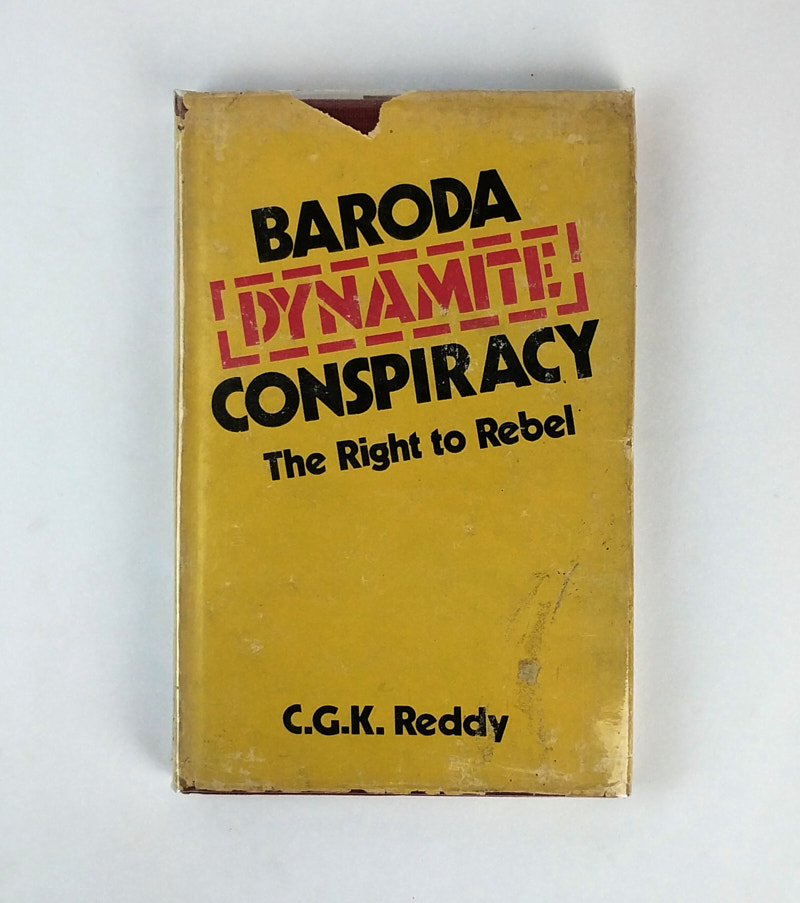 BARODA
DYNAMITE
CONSPIRACY
The Right to Rebel
C.G.K. Reddy